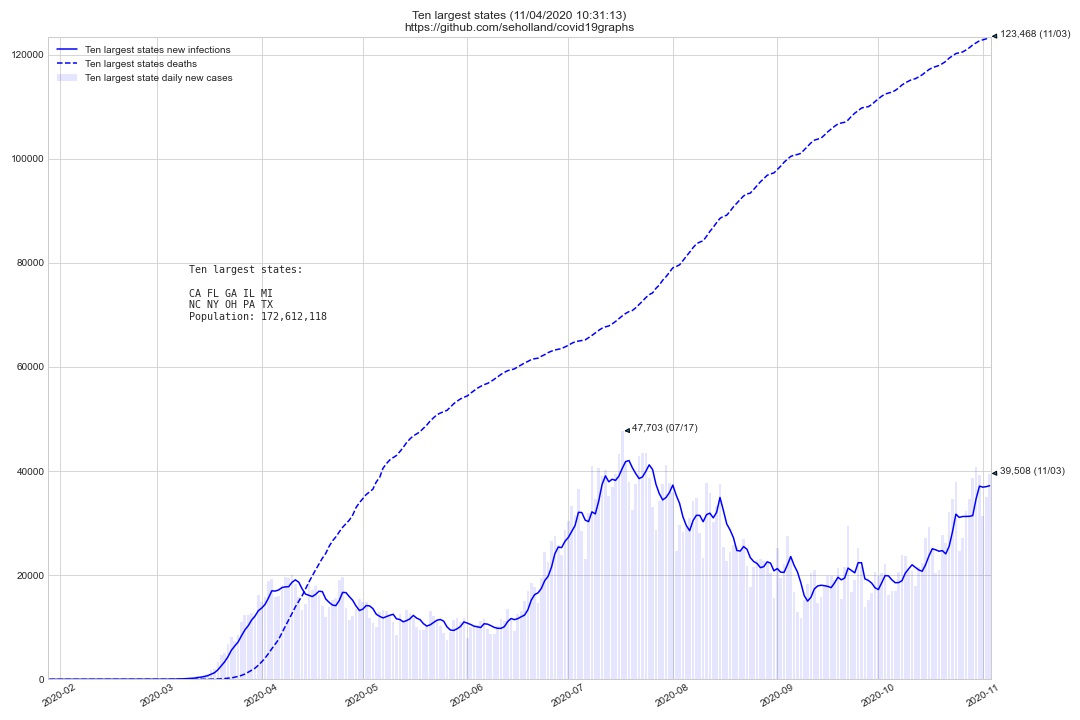 Ten largest states (11/04/2020 10:31:13)
https://github.com/seholland/covid19graphs
123,468 (11/03)
Ten largest states new infections
Ten largest states deaths
Ten largest state daily new cases
120000
100000
80000
60000
40000
20000
0
Ten largest states:
CA FL GA IL MI
NC NY OH PA TX
Population: 172,612,118
47,703 (07/17)
39,508 (11/03)
2020-02
2020-03
2020-04
2020-05
2020-06
2020-07
2020-08
2020-09
2020-10
2020-11